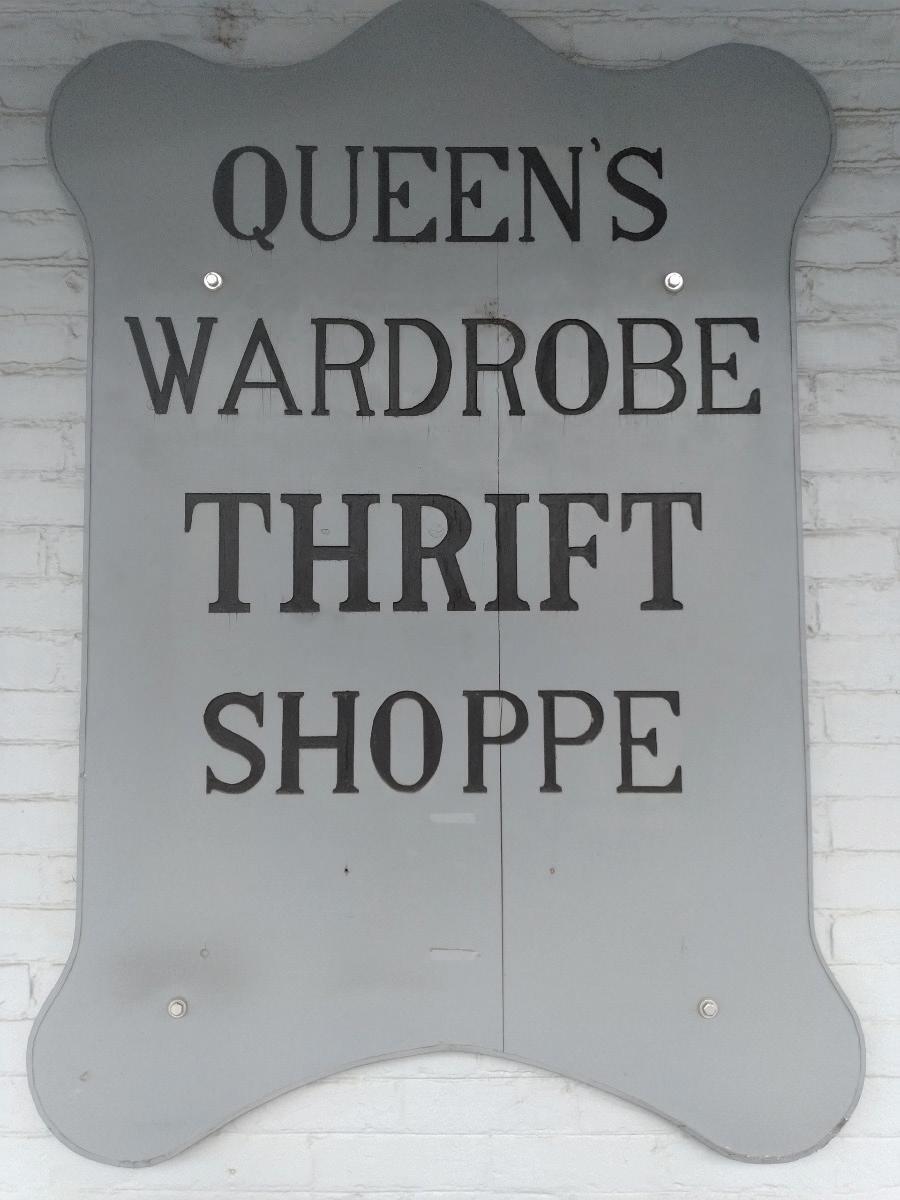 QUEEN'S
WARDROBE
THRIFT
SHOPPE